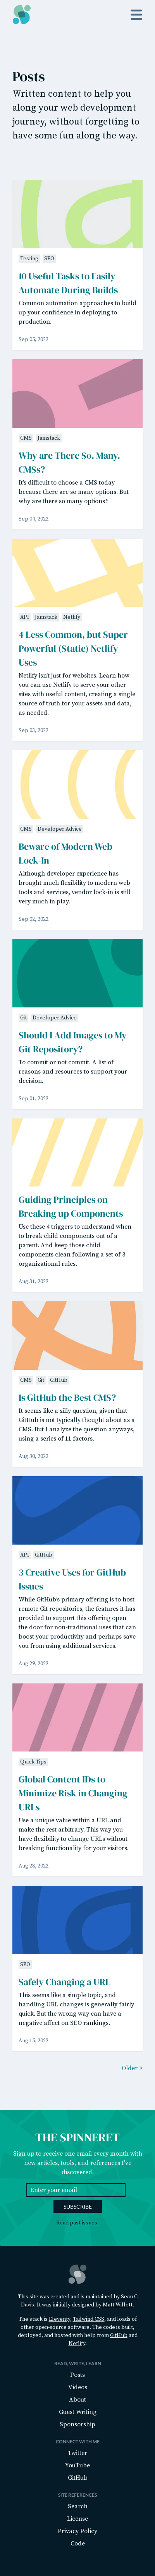 Posts
Written content to help you
along your web development
journey, without forgetting to
have some fun along the way.
Testing SEO
10 Useful Tasks to Easily
Automate During Builds
Common automation approaches to build
up your confidence in deploying to
production.
Sep 05, 2022
CMS Jamstack
Why are There So. Many.
CMSs?
It's difficult to choose a CMS today
because there are so many options. But
why are there so many options?
Sep 04, 2022
API Jamstack Netlify
4 Less Common, but Super
Powerful (Static) Netlify
Uses
Netlify isn't just for websites. Learn how
you can use Netlify to serve your other
sites with useful content, creating a single
source of truth for your assets and data,
as needed.
Sep 03, 2022
CMS Developer Advice
Beware of Modern Web
Lock-In
Although developer experience has
brought much flexibility to modern web
tools and services, vendor lock-in is still
very much in play.
Sep 02, 2022
Git Developer Advice
Should I Add Images to My
Git Repository?
To commit or not commit. A list of
reasons and resources to support your
decision.
Sep 01, 2022
Guiding Principles on
Breaking up Components
Use these 4 triggers to understand when
to break child components out of a
parent. And keep those child
components clean following a set of 3
organizational rules.
Aug 31, 2022
CMS Git GitHub
Is GitHub the Best CMS?
It seems like a silly question, given that
GitHub is not typically thought about as a
CMS. But I analyze the question anyways,
using a series of 11 factors.
Aug 30, 2022
API GitHub
3 Creative Uses for GitHub
Issues
While GitHub's primary offering is to host
remote Git repositories, the features it has
provided to support this offering open
the door for non-traditional uses that can
boost your productivity and perhaps save
you from using additional services.
Aug 29, 2022
Quick Tips
Global Content IDs to
Minimize Risk in Changing
URLs
Use a unique value within a URL and
make the rest arbitrary. This way you
have flexibility to change URLs without
breaking functionality for your visitors.
Aug 28, 2022
SEO
Safely Changing a URL
This seems like a simple topic, and
handling URL changes is generally fairly
quick. But the wrong way can have a
negative affect on SEO rankings.
Aug 15, 2022
Older >
THE SPINNERET
Sign up to receive one email every month with
new articles, tools, and references I've
discovered.
Enter your email
SUBSCRIBE
Read past issues.
This site was created and is maintained by Sean C
Davis. It was initially designed by Matt Willett.
The stack is Eleventy, Tailwind CSS, and loads of
other open-source software. The code is built,
deployed, and hosted with help from GitHub and
Netlify.
READ, WRITE, LEARN
Posts
Videos
About
Guest Writing
Sponsorship
CONNECT WITH ME
Twitter
YouTube
GitHub
SITE REFERENCES
Search
License
Privacy Policy
Code